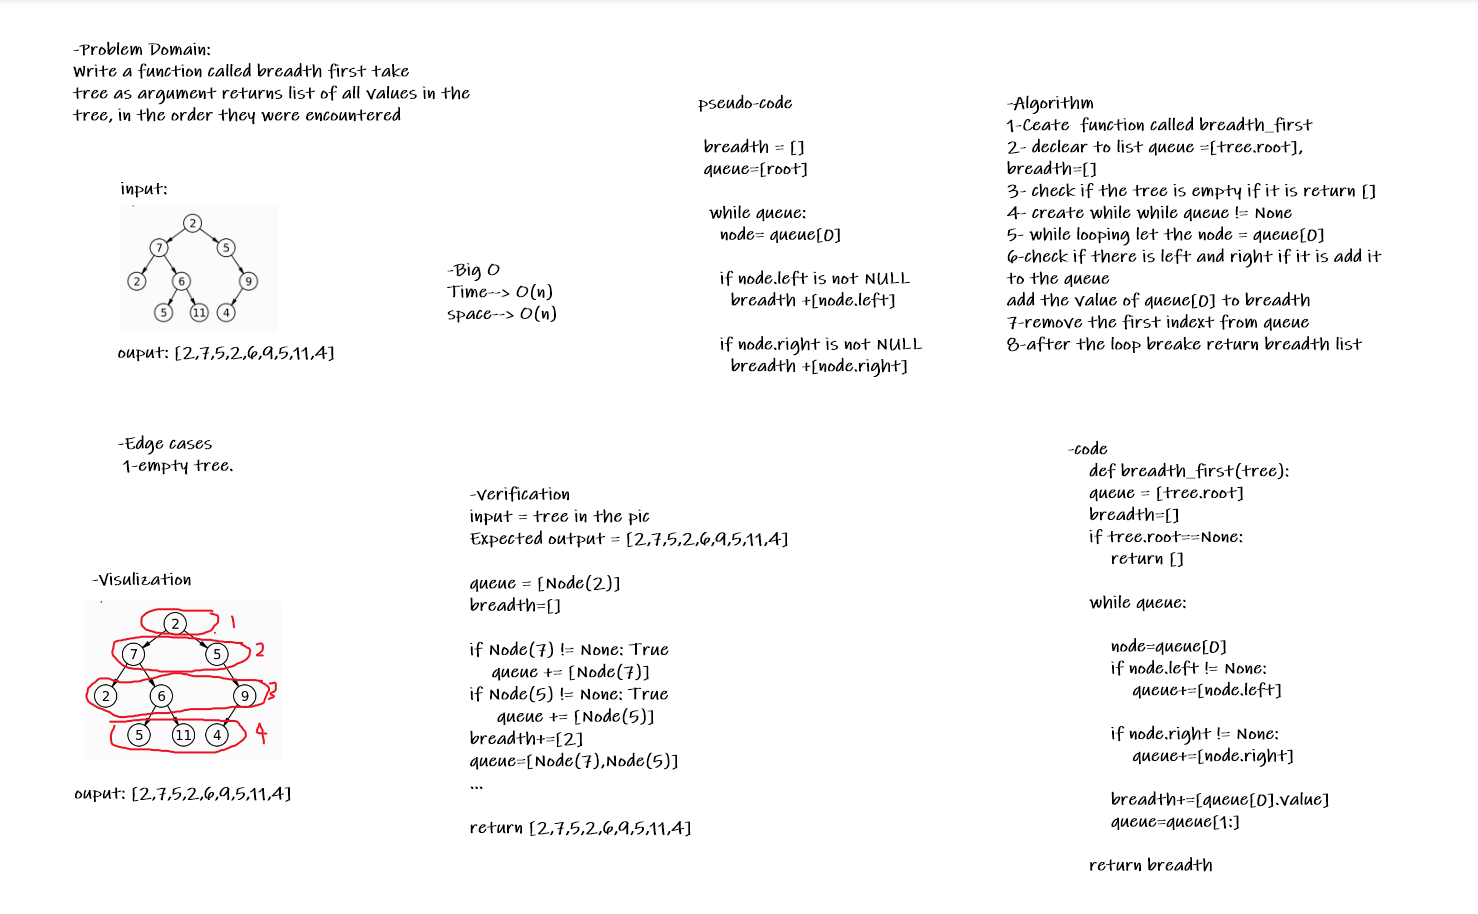 -Problem Domain:
Write a function called breadth first take
tree as argument returns list of all values in the
tree, in the order they were encountered
input:
2
7
5
2
6
9
5
11
4
ouput: [2,7,5,2,6,9,5,11,4]
-Edge cases
1-empty tree.
-Visulization
2
1
7
5
2
2
6
9
3
5
11
4
4
ouput: [2,7,5,2,6,9,5,11,4]
-Big O
Time--> O(n)
space--> O(n)
-verification
input = tree in the pic
Expected output = [2,7,5,2,6,9,5,11,4]
queue = [Node(2)]
breadth=[]
if Node(7) != None: True
queue += [Node(7)]
if Node(5) != None: True
queue += [Node(5)]
breadth+=[2]
queue=[Node(7),Node(5)]
...
return [2,7,5,2,6,9,5,11,4]
pseudo-code
breadth = []
queue=[root]
while queue:
node= queue[0]
if node.left is not NULL
breadth +[node.left]
if node.right is not NULL
breadth +[node.right]
-Algorithm
1-Ceate function called breadth_first
2- declear to list queue =[tree.root],
breadth=[]
3- check if the tree is empty if it is return []
4- create while while queue != None
5- while looping let the node = queue[0]
6-check if there is left and right if it is add it
to the queue
add the value of queue[0] to breadth
7-remove the first indext from queue
8-after the loop breake return breadth list
-code
def breadth_first(tree):
queue = [tree.root]
breadth=[]
if tree.root==None:
return []
while queue:
node=queue[0]
if node.left != None:
queue+=[node.left]
if node.right != None:
queue+=[node.right]
breadth+=[queue[0].value]
queue=queue[1:]
return breadth